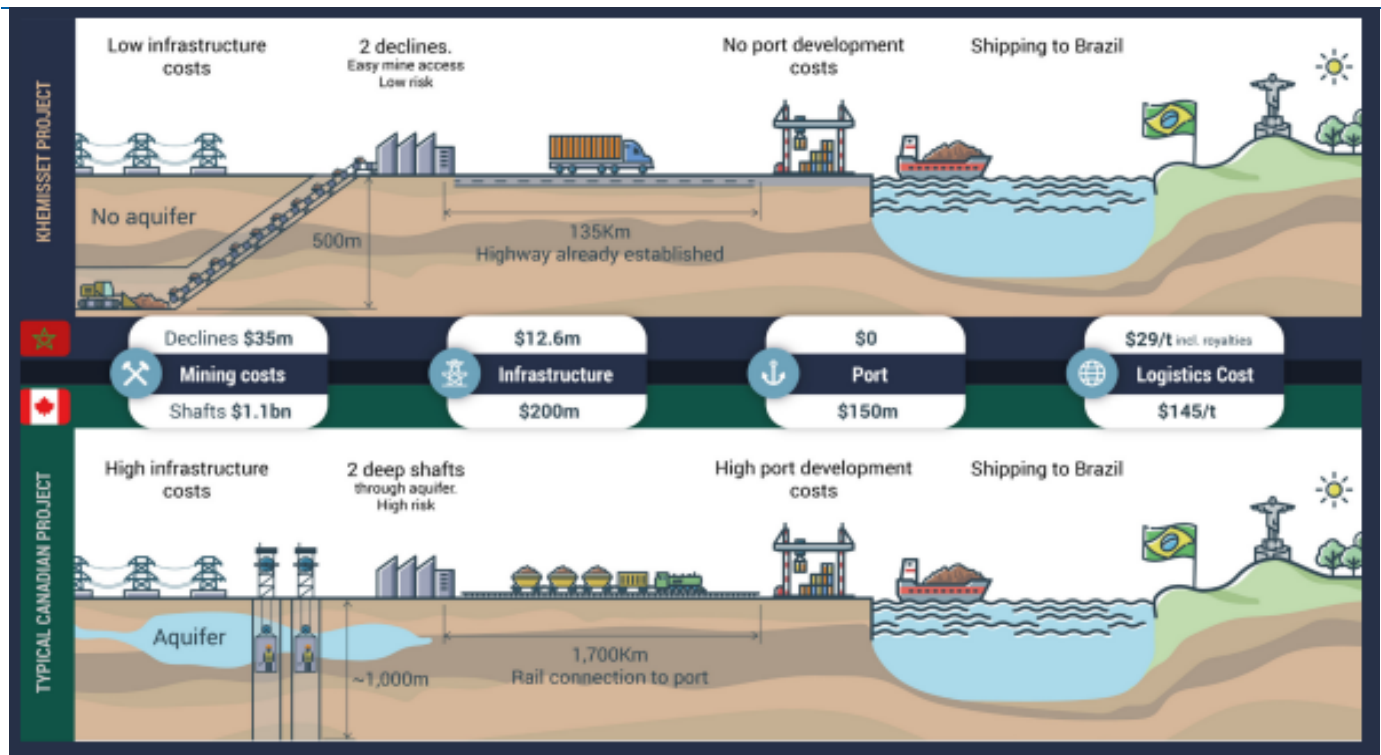 KHEMISSET PROJECT
Low infrastructure
costs
2 declines.
Easy mine access
Low risk
No port development
costs
Shipping to Brazil
No aquifer
500m
135Km
Highway already established
Declines $35m
Mining costs
Shafts $1.1bn
$12.6m
Infrastructure
$200m
$0
Port
$150m
$29/t incl. royalties
Logistics Cost
$145/t
TYPICAL CANADIAN PROJECT
High infrastructure
costs
2 deep shafts
through aquifer.
High risk
High port development
costs
Shipping to Brazil
Aquifer
~1,000m
1,700Km
Rail connection to port